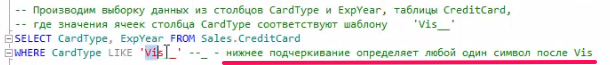 -- Производим выборку данных из столбцов CardType и ExpYear, таблицы CreditCard,
-- где значения ячеек столбца CardType соответствуют шаблону 'Vis__'
SELECT CardType, ExpYear FROM Sales.CreditCard
WHERE CardType LIKE 'Vis_' --_ - нижнее подчеркивание определяет любой один символ после Vis